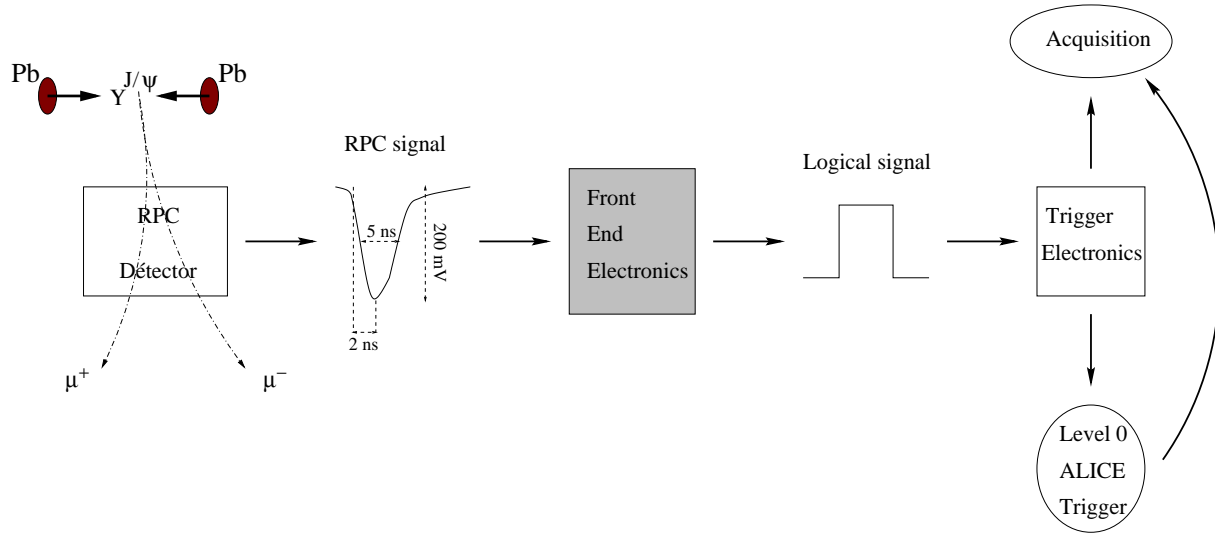 Pb
J/ψ
Υ
Pb
RPC
Détector
μ+
μ−
RPC signal
5 ns
200 mV
2 ns
Front
End
Electronics
Logical signal
Acquisition
Trigger
Electronics
Level 0
ALICE
Trigger